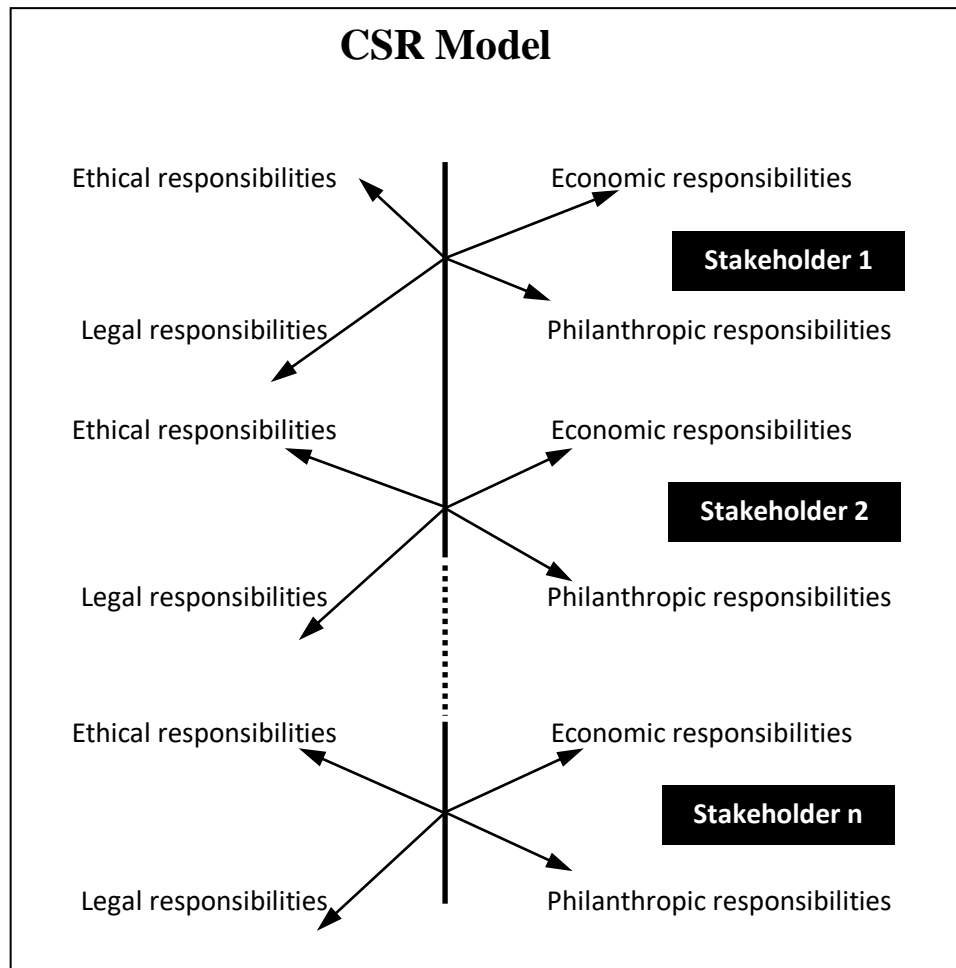 CSR Model
Ethical responsibilities
Economic responsibilities
Stakeholder 1
Legal responsibilities
Philanthropic responsibilities
Ethical responsibilities
Economic responsibilities
Stakeholder 2
Legal responsibilities
Philanthropic responsibilities
Ethical responsibilities
Economic responsibilities
Stakeholder n
Legal responsibilities
Philanthropic responsibilities